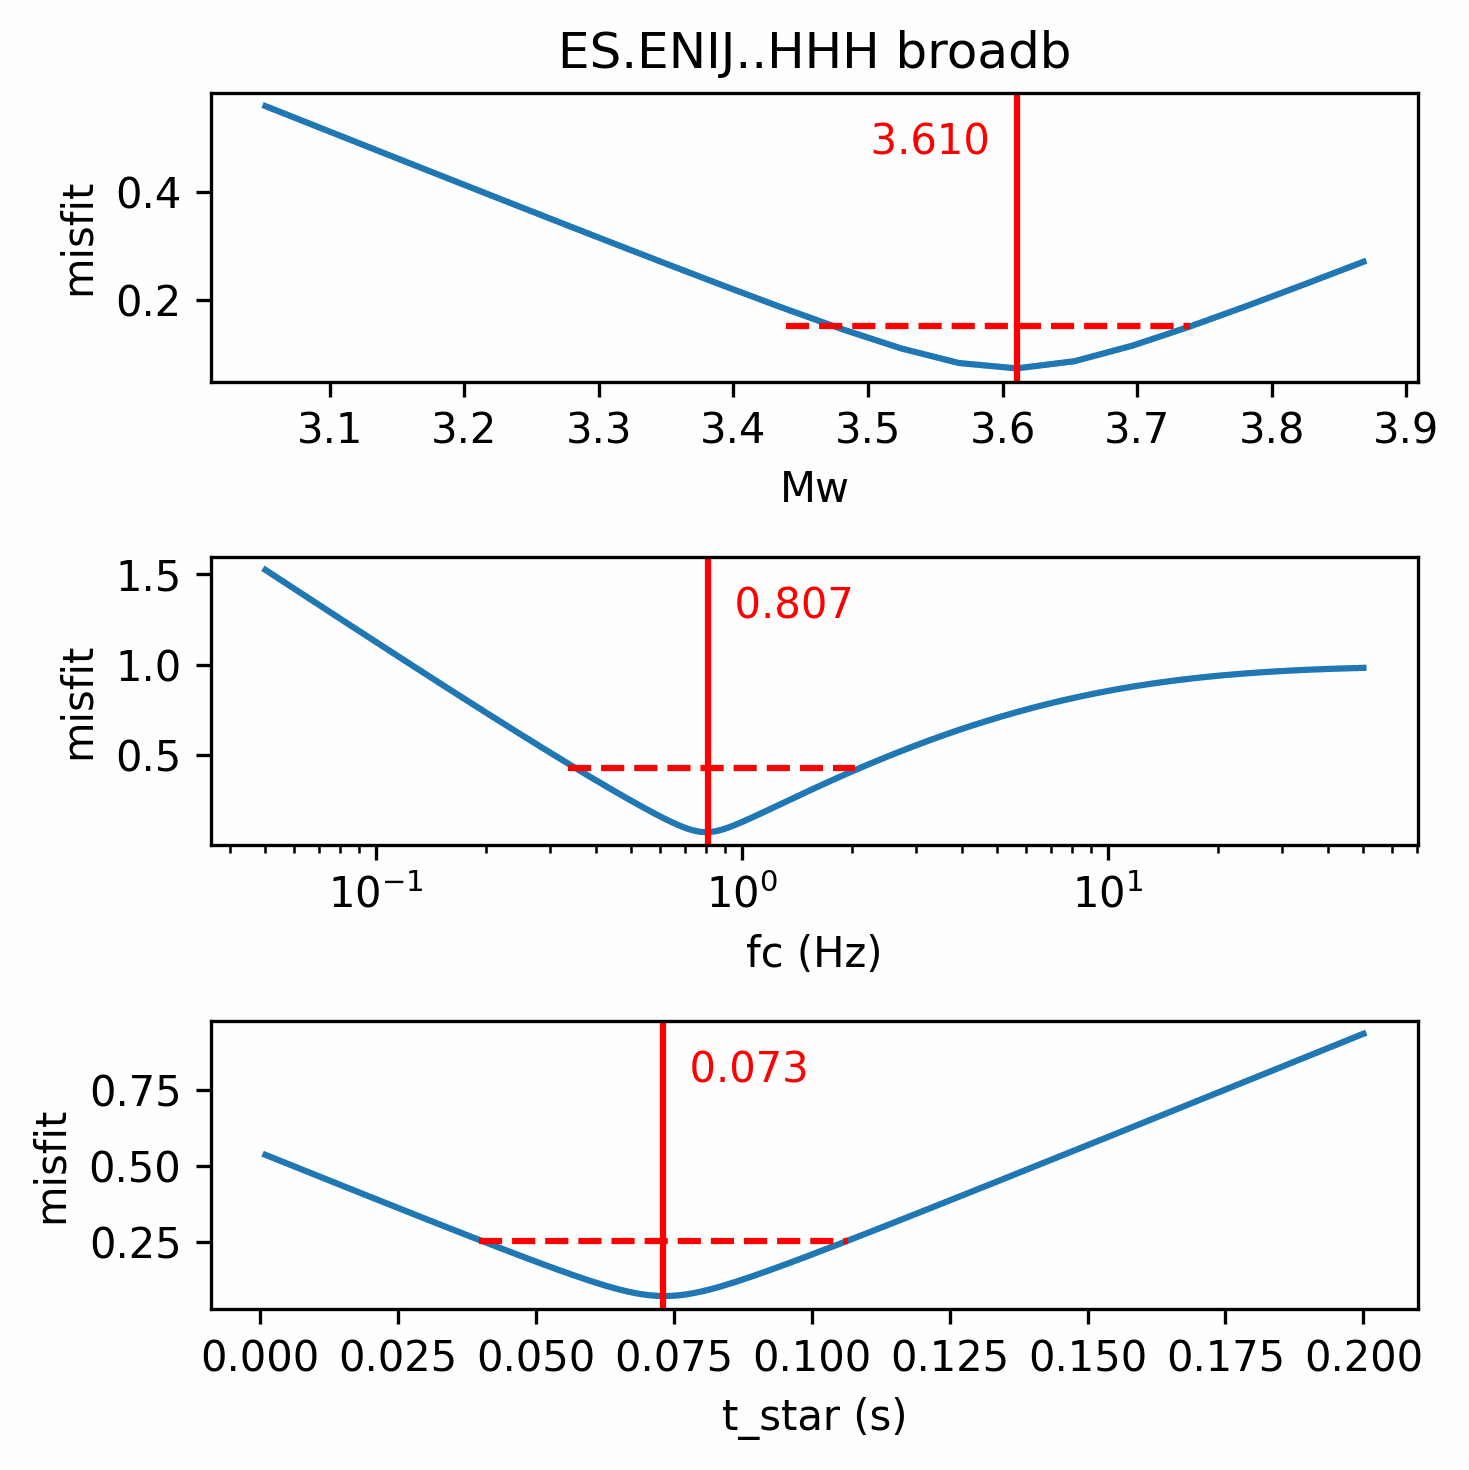 ES.ENIJ..HHH broadb
misfit
0.4
0.2
3.610
3.1 3.2 3.3 3.4 3.5 3.6 3.7 3.8 3.9
Mw
misfit
1.5
1.0
0.5
0.807
10⁻¹ 10⁰ 10¹
fc (Hz)
misfit
0.75
0.50
0.25
0.073
0.000 0.025 0.050 0.075 0.100 0.125 0.150 0.175 0.200
t_star (s)